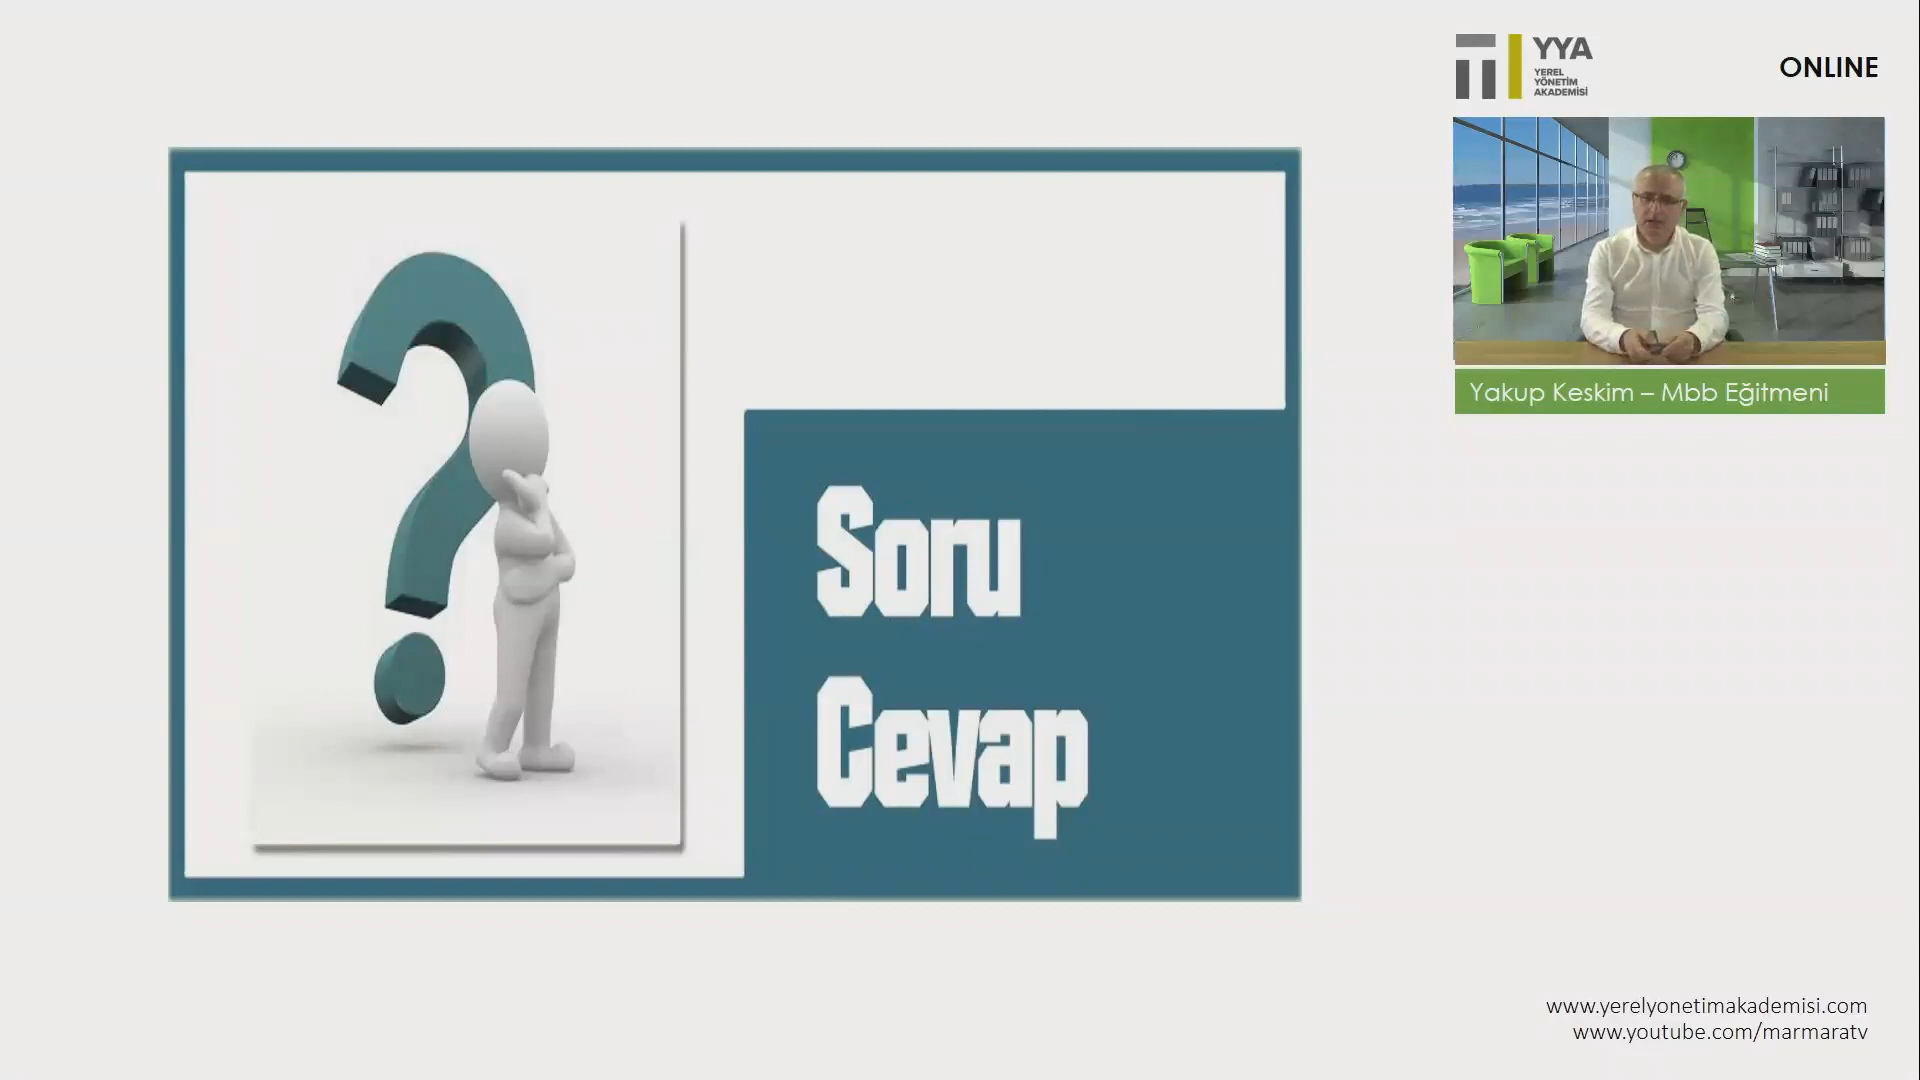 YYA
YEREL
YÖNETİM
AKADEMİSİ
ONLINE
Yakup Keskim – Mbb Eğitmeni
Soru
Cevap
www.yerelyonetimakademisi.com
www.youtube.com/marmaratv